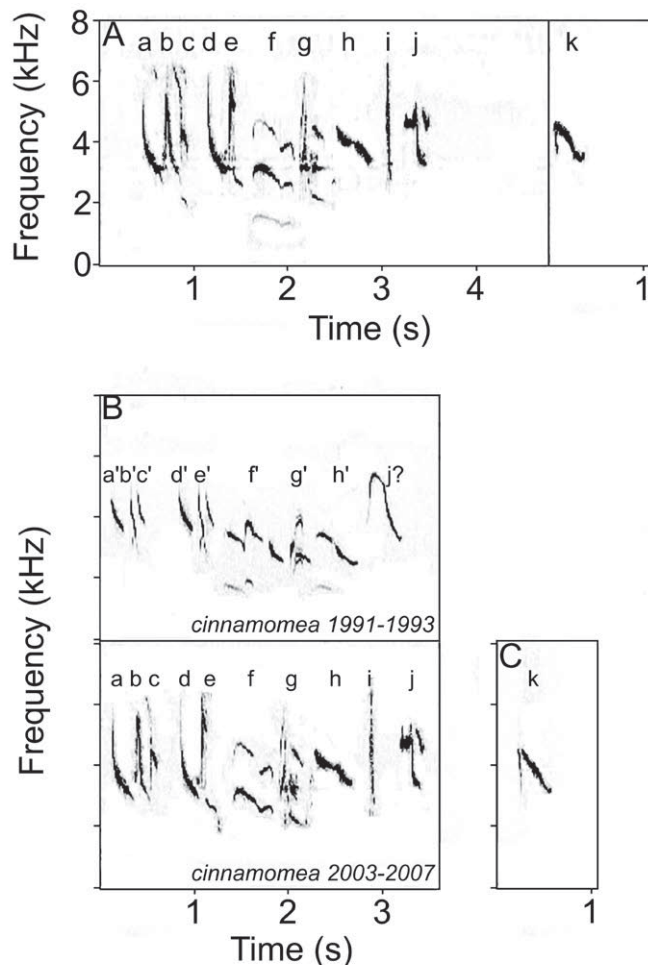 A
a b c d e f g h i j k
8
6
4
2
0
Frequency (kHz)
1 2 3 4 1
Time (s)
B
a' b' c' d' e' f' g' h' j?
cinnamomea 1991-1993
a b c d e f g h i j
cinnamomea 2003-2007
Frequency (kHz)
1 2 3
Time (s)
C
k
1